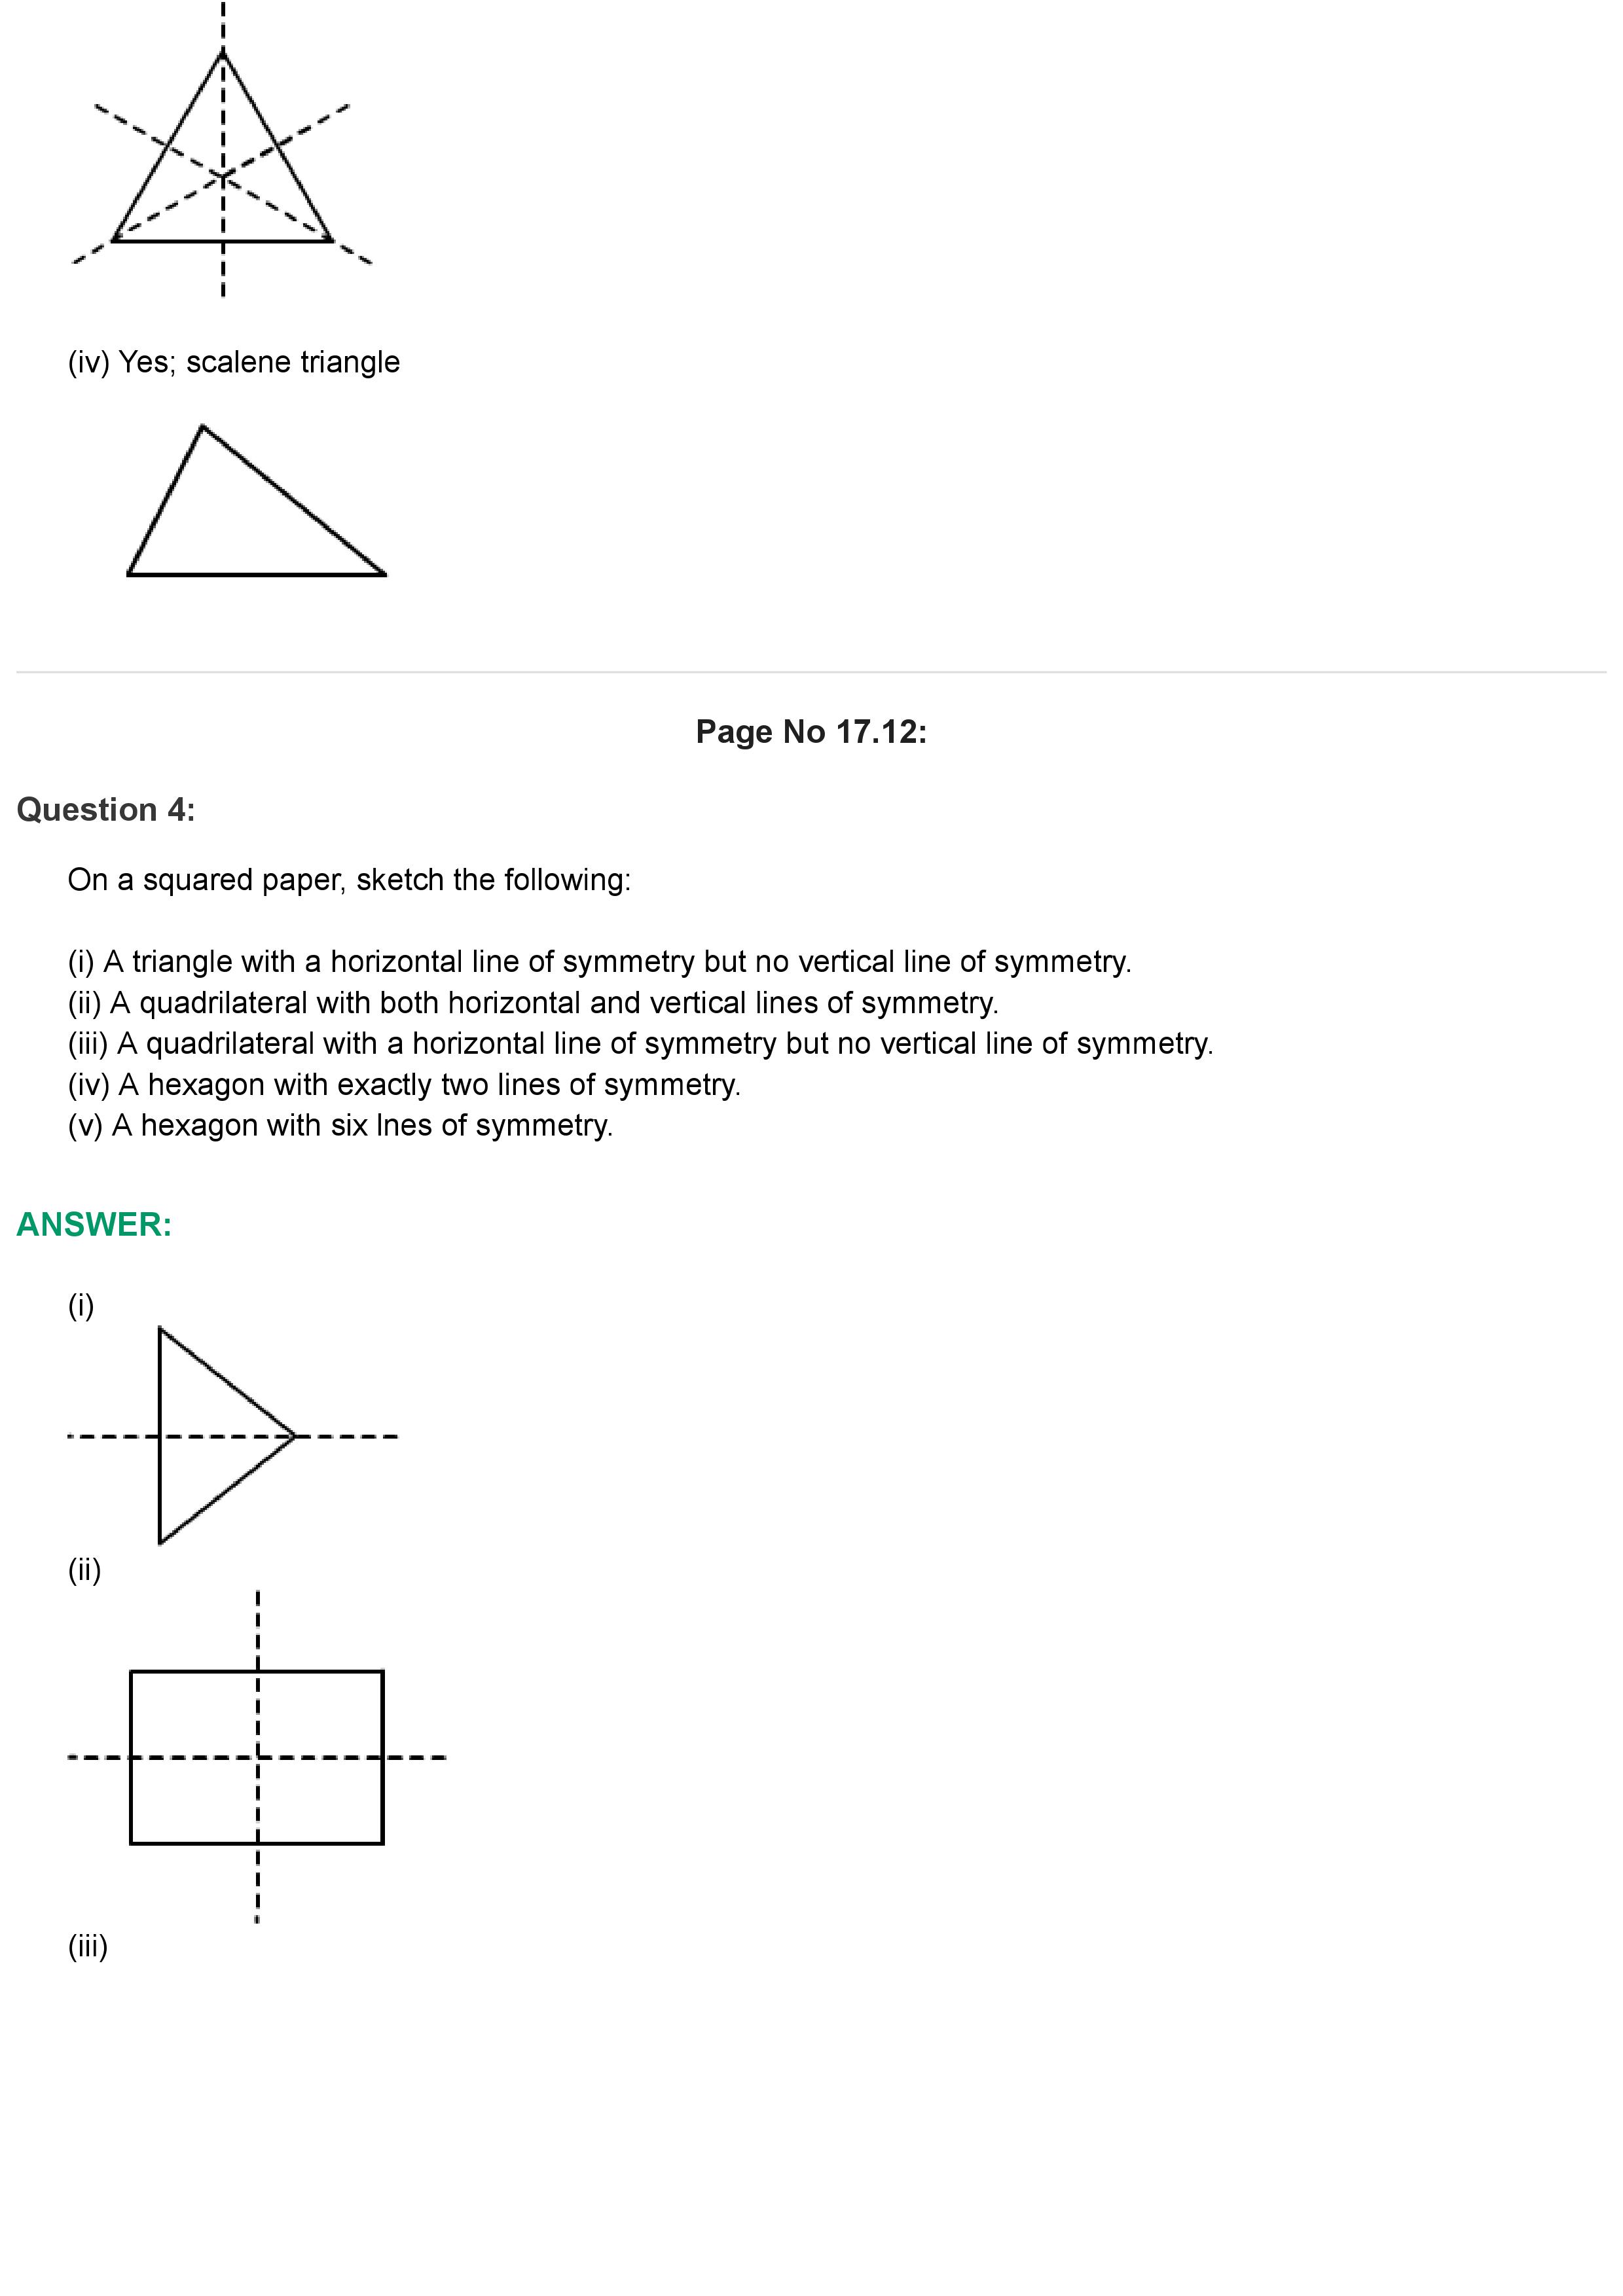 (iv) Yes; scalene triangle
Page No 17.12:
Question 4:
On a squared paper, sketch the following:
(i) A triangle with a horizontal line of symmetry but no vertical line of symmetry.
(ii) A quadrilateral with both horizontal and vertical lines of symmetry.
(iii) A quadrilateral with a horizontal line of symmetry but no vertical line of symmetry.
(iv) A hexagon with exactly two lines of symmetry.
(v) A hexagon with six lnes of symmetry.
ANSWER:
(i)
(ii)
(iii)